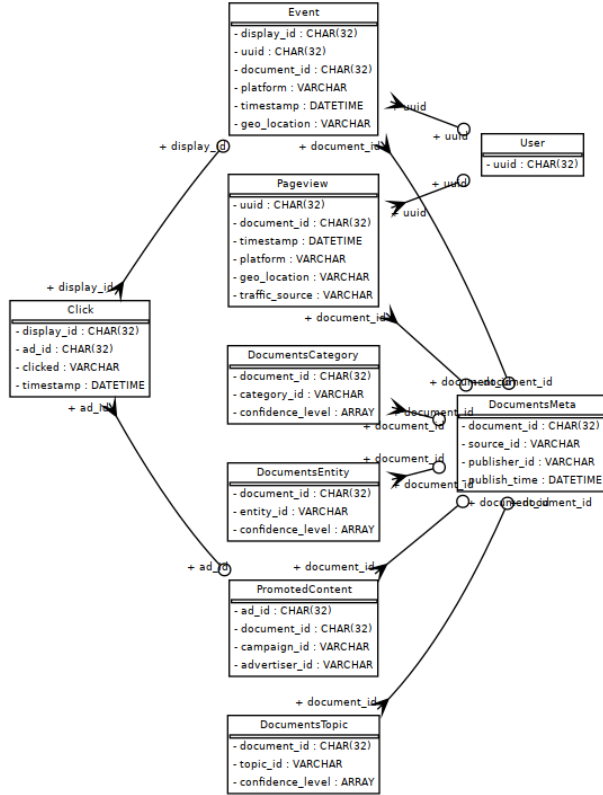 Event
- display_id : CHAR(32)
- uuid : CHAR(32)
- document_id : CHAR(32)
- platform : VARCHAR
- timestamp : DATETIME
- geo_location : VARCHAR
+ uuid
+ uuid
+ display_id
+ document_id
User
- uuid : CHAR(32)
Pageview
- uuid : CHAR(32)
- document_id : CHAR(32)
- timestamp : DATETIME
- platform : VARCHAR
- geo_location : VARCHAR
- traffic_source : VARCHAR
+ uuid
+ uuid
+ display_id
Click
- display_id : CHAR(32)
- ad_id : CHAR(32)
- clicked : VARCHAR
- timestamp : DATETIME
+ ad_id
+ document_id
DocumentsCategory
- document_id : CHAR(32)
- category_id : VARCHAR
- confidence_level : ARRAY
+ document_id
+ document_id
+ document_id
+ document_id
DocumentsMeta
- document_id : CHAR(32)
- source_id : VARCHAR
- publisher_id : VARCHAR
- publish_time : DATETIME
DocumentsEntity
- document_id : CHAR(32)
- entity_id : VARCHAR
- confidence_level : ARRAY
+ document_id
+ document_id
+ document_id
+ document_id
+ ad_id
+ document_id
PromotedContent
- ad_id : CHAR(32)
- document_id : CHAR(32)
- campaign_id : VARCHAR
- advertiser_id : VARCHAR
+ document_id
DocumentsTopic
- document_id : CHAR(32)
- topic_id : VARCHAR
- confidence_level : ARRAY